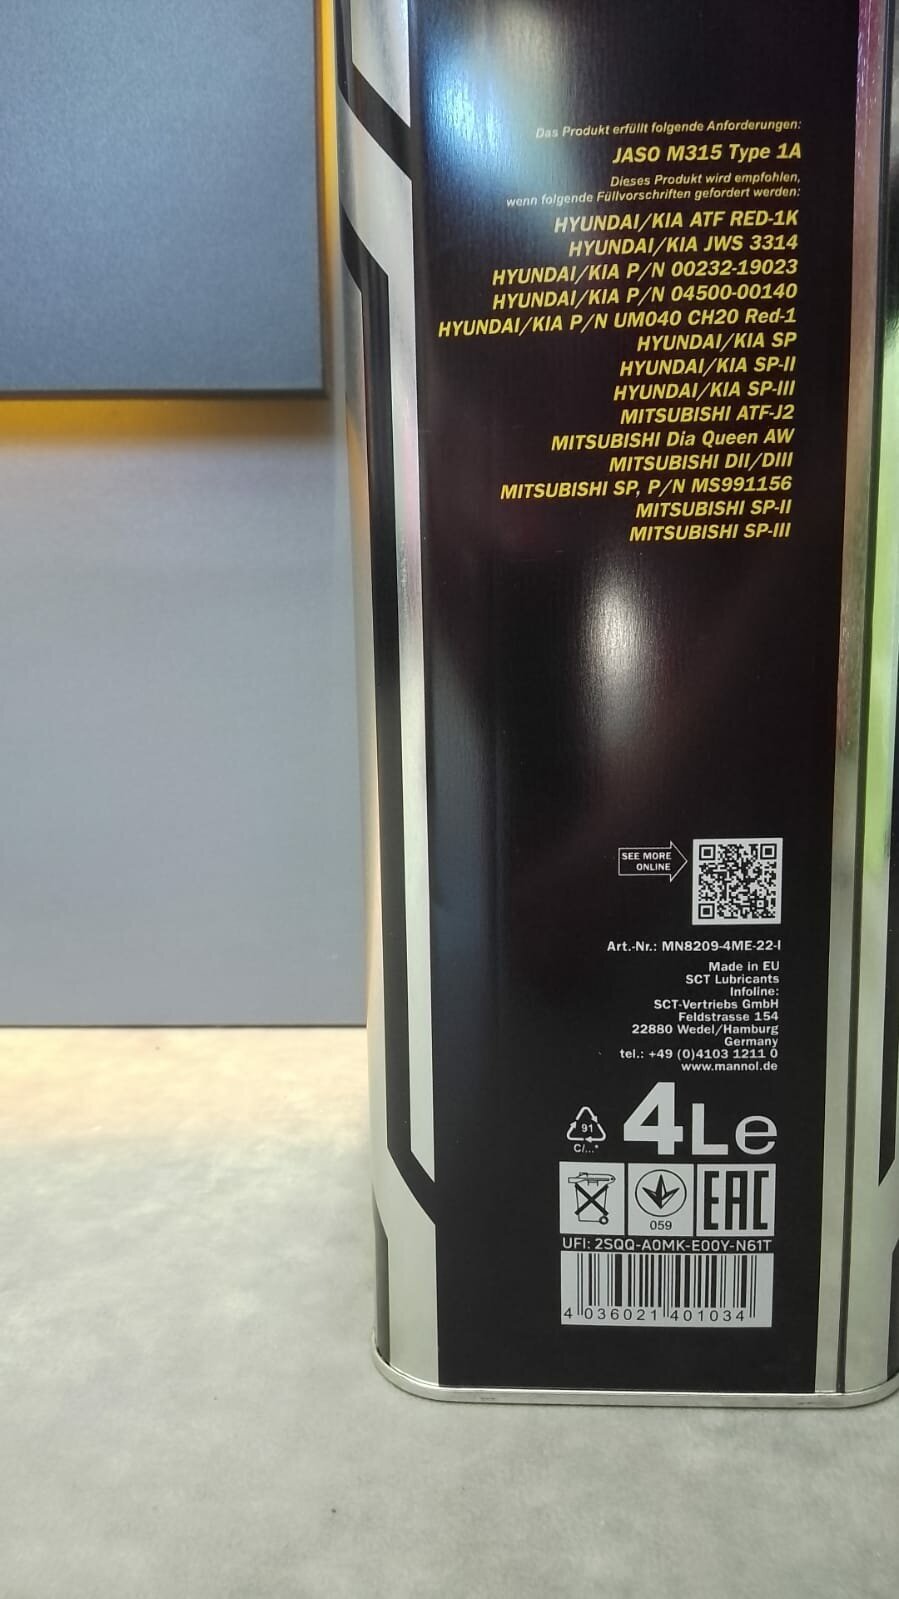 Das Produkt erfüllt folgende Anforderungen:
JASO M315 Type 1A
Dieses Produkt wird empfohlen,
wenn folgende Füllvorschriften gefordert werden:
HYUNDAI/KIA ATF RED-1K
HYUNDAI/KIA JWS 3314
HYUNDAI/KIA P/N 00232-19023
HYUNDAI/KIA P/N 04500-00140
HYUNDAI/KIA P/N UM040 CH20 Red-1
HYUNDAI/KIA SP
HYUNDAI/KIA SP-II
HYUNDAI/KIA SP-III
MITSUBISHI ATF-J2
MITSUBISHI Dia Queen AW
MITSUBISHI DII/DIII
MITSUBISHI SP, P/N MS991156
MITSUBISHI SP-II
MITSUBISHI SP-III
SEE MORE
ONLINE
Art.-Nr.: MN8209-4ME-22-I
Made in EU
SCT Lubricants
Infoline:
SCT-Vertriebs GmbH
Feldstrasse 154
22880 Wedel/Hamburg
Germany
tel.: +49 (0)4103 1211 0
www.mannol.de
91
C/...*
4Le
059
EAC
UFI: 2SQQ-A0MK-E00Y-N61T
4 036021 401034